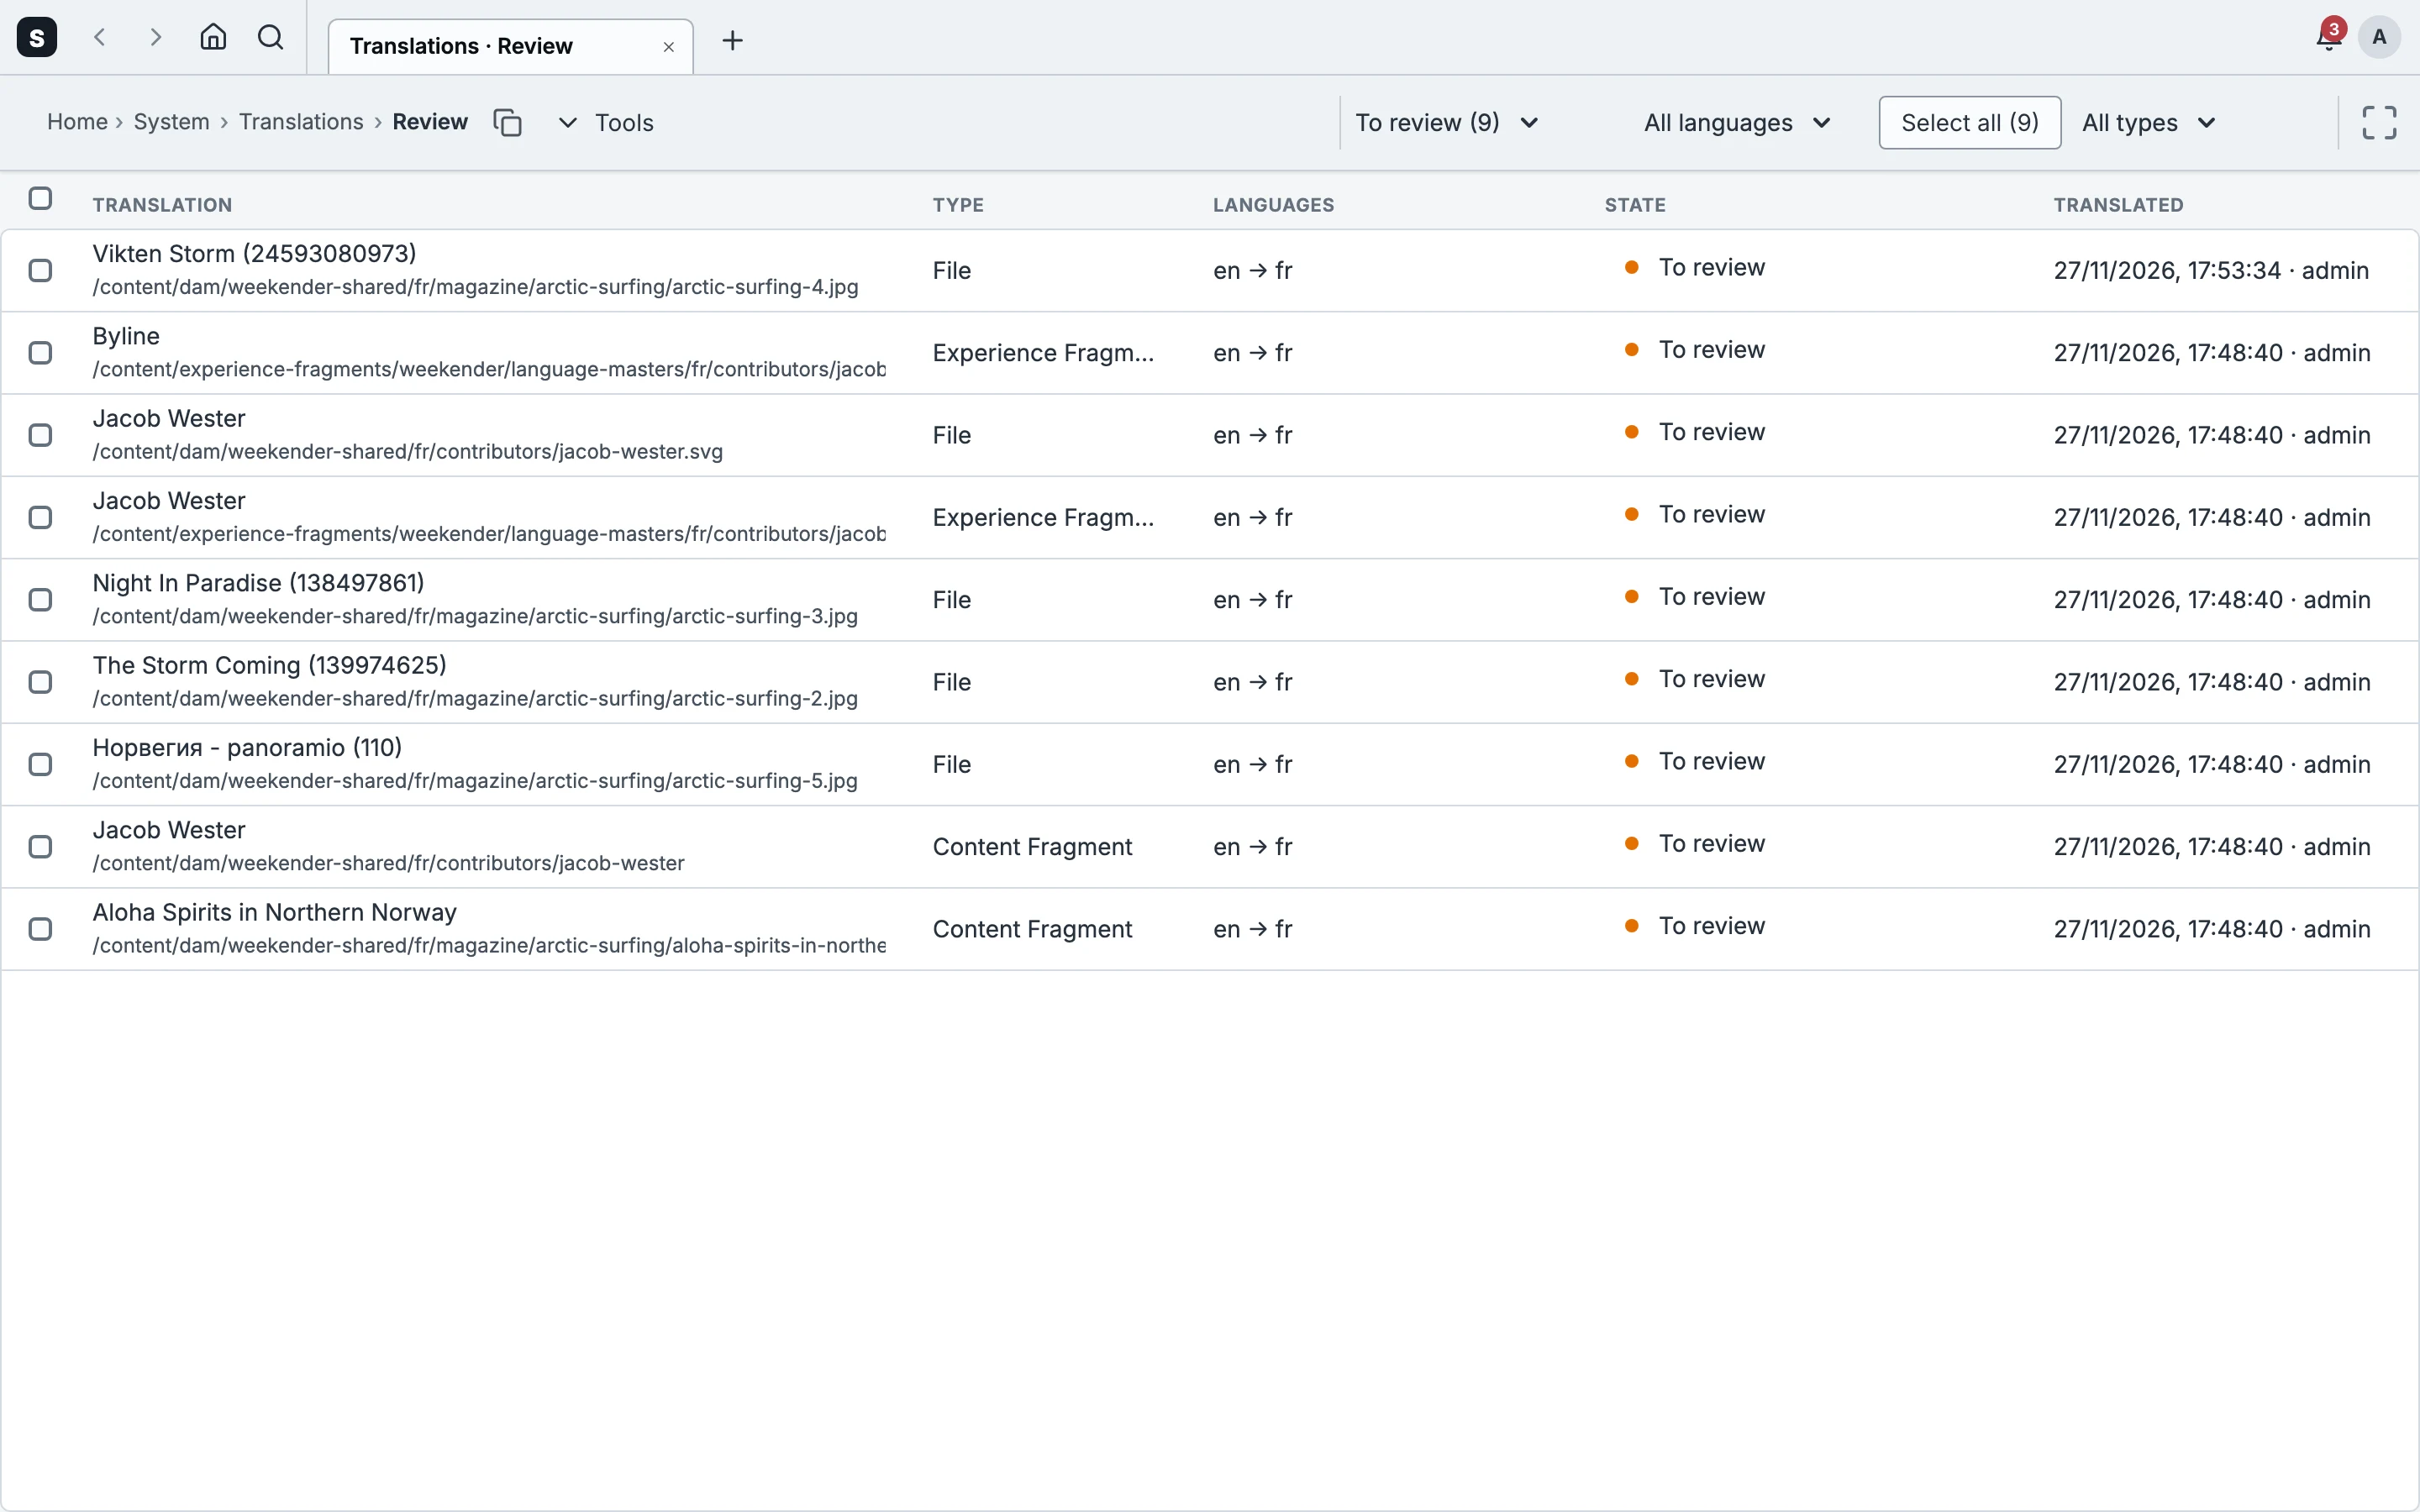 S
Translations · Review
3
A
Home › System › Translations › Review
Tools
To review (9)
All languages
Select all (9)
All types
TRANSLATION TYPE LANGUAGES STATE TRANSLATED
Vikten Storm (24593080973)
/content/dam/weekender-shared/fr/magazine/arctic-surfing/arctic-surfing-4.jpg
File en → fr To review 27/11/2026, 17:53:34 · admin
Byline
/content/experience-fragments/weekender/language-masters/fr/contributors/jacob
Experience Fragm... en → fr To review 27/11/2026, 17:48:40 · admin
Jacob Wester
/content/dam/weekender-shared/fr/contributors/jacob-wester.svg
File en → fr To review 27/11/2026, 17:48:40 · admin
Jacob Wester
/content/experience-fragments/weekender/language-masters/fr/contributors/jacob
Experience Fragm... en → fr To review 27/11/2026, 17:48:40 · admin
Night In Paradise (138497861)
/content/dam/weekender-shared/fr/magazine/arctic-surfing/arctic-surfing-3.jpg
File en → fr To review 27/11/2026, 17:48:40 · admin
The Storm Coming (139974625)
/content/dam/weekender-shared/fr/magazine/arctic-surfing/arctic-surfing-2.jpg
File en → fr To review 27/11/2026, 17:48:40 · admin
Норвегия - panoramio (110)
/content/dam/weekender-shared/fr/magazine/arctic-surfing/arctic-surfing-5.jpg
File en → fr To review 27/11/2026, 17:48:40 · admin
Jacob Wester
/content/dam/weekender-shared/fr/contributors/jacob-wester
Content Fragment en → fr To review 27/11/2026, 17:48:40 · admin
Aloha Spirits in Northern Norway
/content/dam/weekender-shared/fr/magazine/arctic-surfing/aloha-spirits-in-northe
Content Fragment en → fr To review 27/11/2026, 17:48:40 · admin